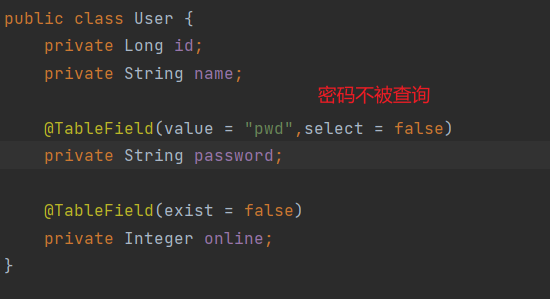 public class User {
private Long id;
private String name;
密码不被查询
@TableField(value = "pwd",select = false)
private String password;
@TableField(exist = false)
private Integer online;
}